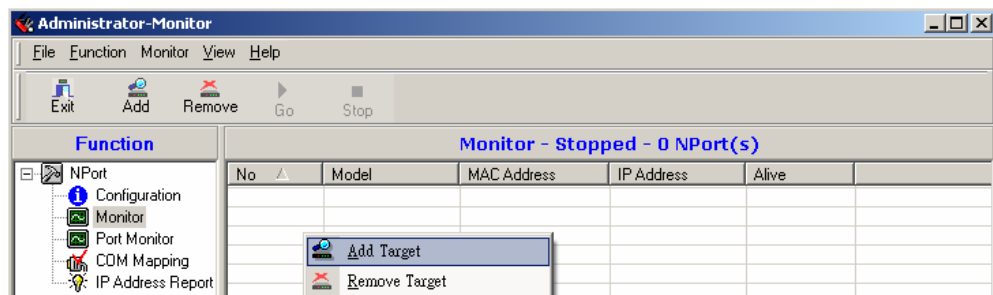 Administrator-Monitor
File Function Monitor View Help
Exit Add Remove Go Stop
Function
Monitor - Stopped - 0 NPort(s)
NPort
Configuration
Monitor
Port Monitor
COM Mapping
IP Address Report
No Model MAC Address IP Address Alive
Add Target
Remove Target